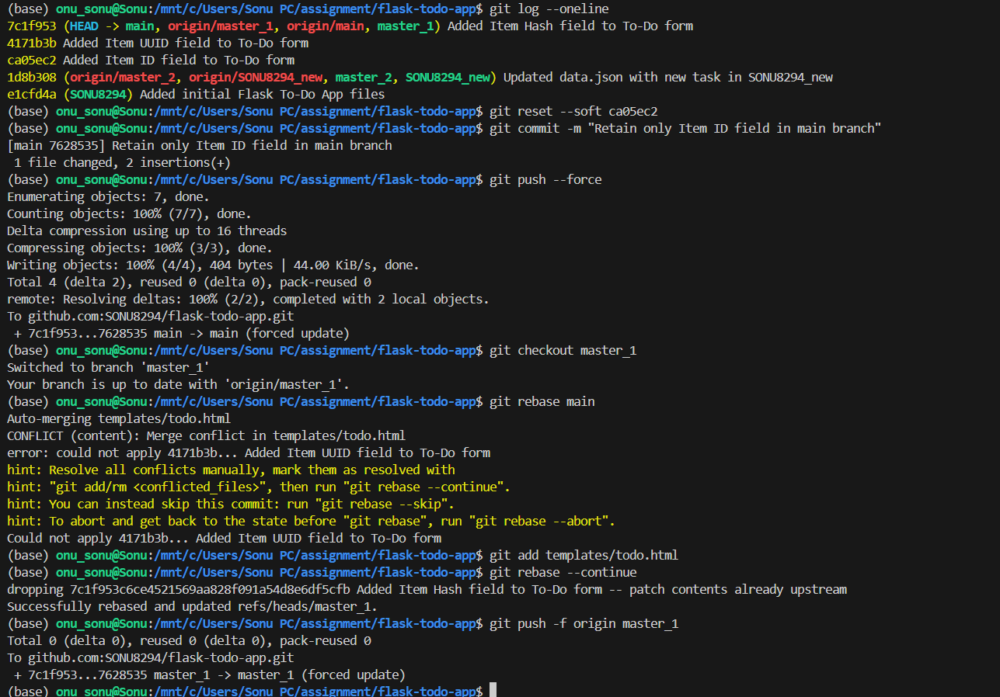 (base) onu_sonu@Sonu:/mnt/c/Users/Sonu PC/assignment/flask-todo-app$ git log --oneline
7c1f953 (HEAD -> main, origin/master_1, origin/main, master_1) Added Item Hash field to To-Do form
4171b3b Added Item UUID field to To-Do form
ca05ec2 Added Item ID field to To-Do form
1d8b308 (origin/master_2, origin/SONU8294_new, master_2, SONU8294_new) Updated data.json with new task in SONU8294_new
e1cfd4a (SONU8294) Added initial Flask To-Do App files
(base) onu_sonu@Sonu:/mnt/c/Users/Sonu PC/assignment/flask-todo-app$ git reset --soft ca05ec2
(base) onu_sonu@Sonu:/mnt/c/Users/Sonu PC/assignment/flask-todo-app$ git commit -m "Retain only Item ID field in main branch"
[main 7628535] Retain only Item ID field in main branch
 1 file changed, 2 insertions(+)
(base) onu_sonu@Sonu:/mnt/c/Users/Sonu PC/assignment/flask-todo-app$ git push --force
Enumerating objects: 7, done.
Counting objects: 100% (7/7), done.
Delta compression using up to 16 threads
Compressing objects: 100% (3/3), done.
Writing objects: 100% (4/4), 404 bytes | 44.00 KiB/s, done.
Total 4 (delta 2), reused 0 (delta 0), pack-reused 0
remote: Resolving deltas: 100% (2/2), completed with 2 local objects.
To github.com:SONU8294/flask-todo-app.git
 + 7c1f953...7628535 main -> main (forced update)
(base) onu_sonu@Sonu:/mnt/c/Users/Sonu PC/assignment/flask-todo-app$ git checkout master_1
Switched to branch 'master_1'
Your branch is up to date with 'origin/master_1'.
(base) onu_sonu@Sonu:/mnt/c/Users/Sonu PC/assignment/flask-todo-app$ git rebase main
Auto-merging templates/todo.html
CONFLICT (content): Merge conflict in templates/todo.html
error: could not apply 4171b3b... Added Item UUID field to To-Do form
hint: Resolve all conflicts manually, mark them as resolved with
hint: "git add/rm <conflicted_files>", then run "git rebase --continue".
hint: You can instead skip this commit: run "git rebase --skip".
hint: To abort and get back to the state before "git rebase", run "git rebase --abort".
Could not apply 4171b3b... Added Item UUID field to To-Do form
(base) onu_sonu@Sonu:/mnt/c/Users/Sonu PC/assignment/flask-todo-app$ git add templates/todo.html
(base) onu_sonu@Sonu:/mnt/c/Users/Sonu PC/assignment/flask-todo-app$ git rebase --continue
dropping 7c1f953c6ce4521569aa828f091a54d8e6df5cfb Added Item Hash field to To-Do form -- patch contents already upstream
Successfully rebased and updated refs/heads/master_1.
(base) onu_sonu@Sonu:/mnt/c/Users/Sonu PC/assignment/flask-todo-app$ git push -f origin master_1
Total 0 (delta 0), reused 0 (delta 0), pack-reused 0
To github.com:SONU8294/flask-todo-app.git
 + 7c1f953...7628535 master_1 -> master_1 (forced update)
(base) onu_sonu@Sonu:/mnt/c/Users/Sonu PC/assignment/flask-todo-app$